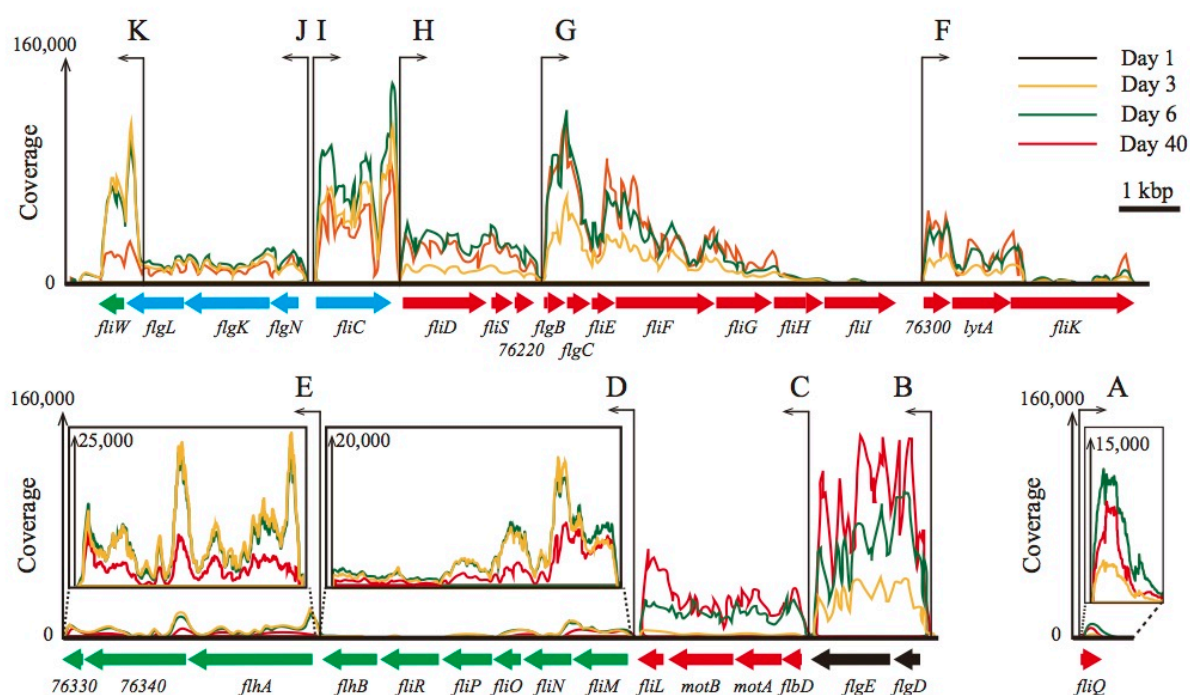 K J I H G F
160,000
Coverage
0
Day 1
Day 3
Day 6
Day 40
1 kbp
fliW flgL flgK flgN fliC fliD fliS flgB fliE fliF fliG fliH fliI 76300 lytA fliK
76220 flgC
E D C B A
160,000
25,000
20,000
160,000
15,000
Coverage
Coverage
0
0
76330 76340 flhA flhB fliR fliP fliO fliN fliM fliL motB motA flbD flgE flgD fliQ